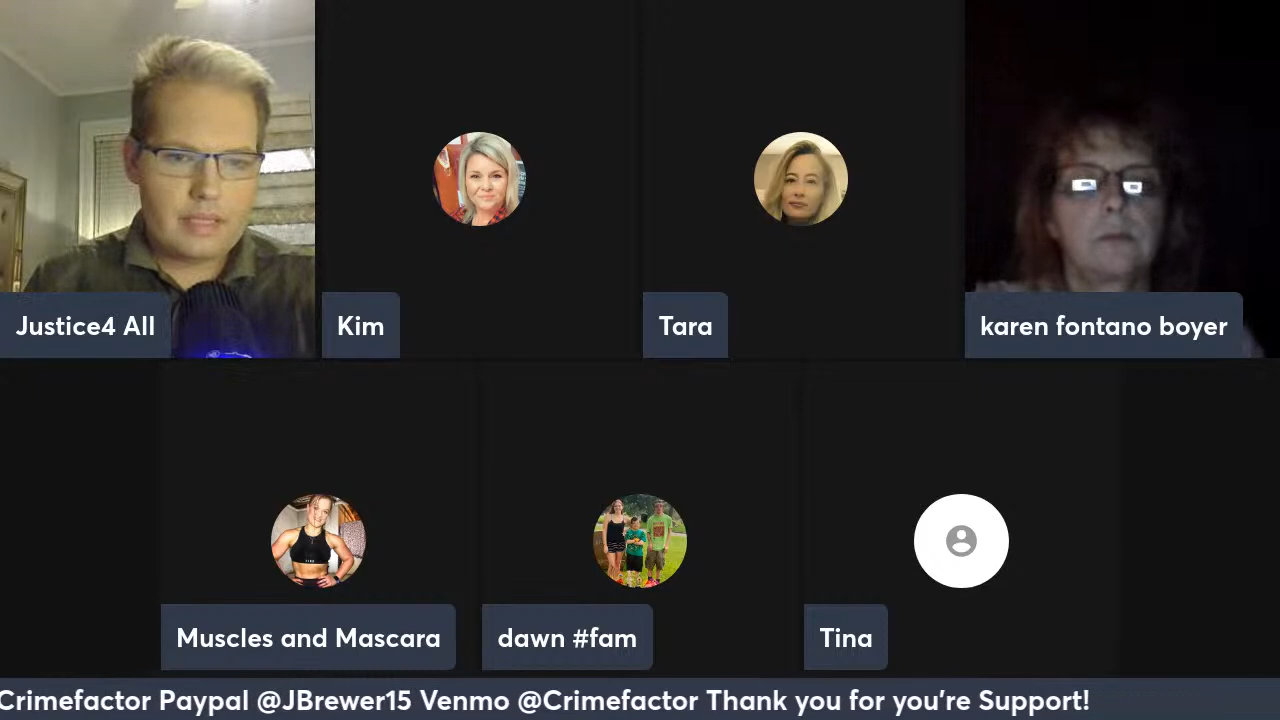 Justice4 All
Kim
Tara
karen fontano boyer
Muscles and Mascara
dawn #fam
Tina
Crimefactor Paypal @JBrewer15 Venmo @Crimefactor Thank you for you’re Support!